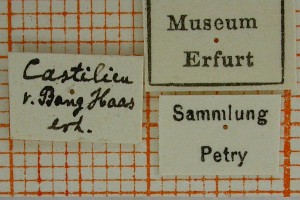 Castilien
v. Bang Haas
erh.
Museum
Erfurt
Sammlung
Petry